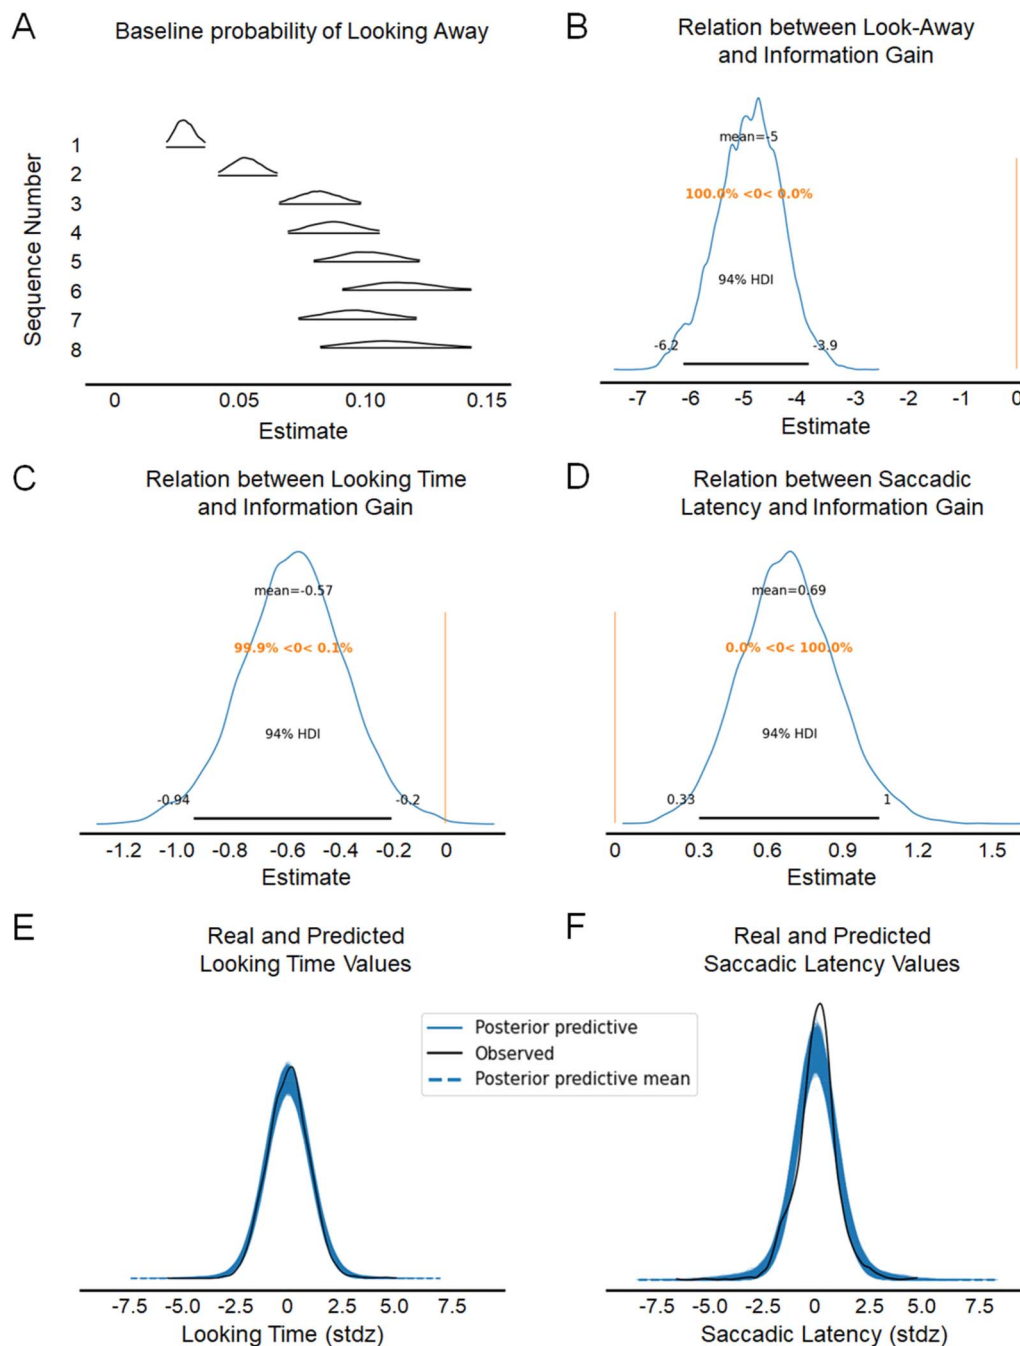 A
Baseline probability of Looking Away
Sequence Number
1
2
3
4
5
6
7
8
0 0.05 0.10 0.15
Estimate
B
Relation between Look-Away
and Information Gain
mean=-5
100.0% <0< 0.0%
94% HDI
-6.2 -3.9
-7 -6 -5 -4 -3 -2 -1 0
Estimate
C
Relation between Looking Time
and Information Gain
mean=-0.57
99.9% <0< 0.1%
94% HDI
-0.94 -0.2
-1.2 -1.0 -0.8 -0.6 -0.4 -0.2 0
Estimate
D
Relation between Saccadic
Latency and Information Gain
mean=0.69
0.0% <0< 100.0%
94% HDI
0.33 1
0 0.3 0.6 0.9 1.2 1.5
Estimate
E
Real and Predicted
Looking Time Values
Posterior predictive
Observed
Posterior predictive mean
-7.5 -5.0 -2.5 0 2.5 5.0 7.5
Looking Time (stdz)
F
Real and Predicted
Saccadic Latency Values
-7.5 -5.0 -2.5 0 2.5 5.0 7.5
Saccadic Latency (stdz)